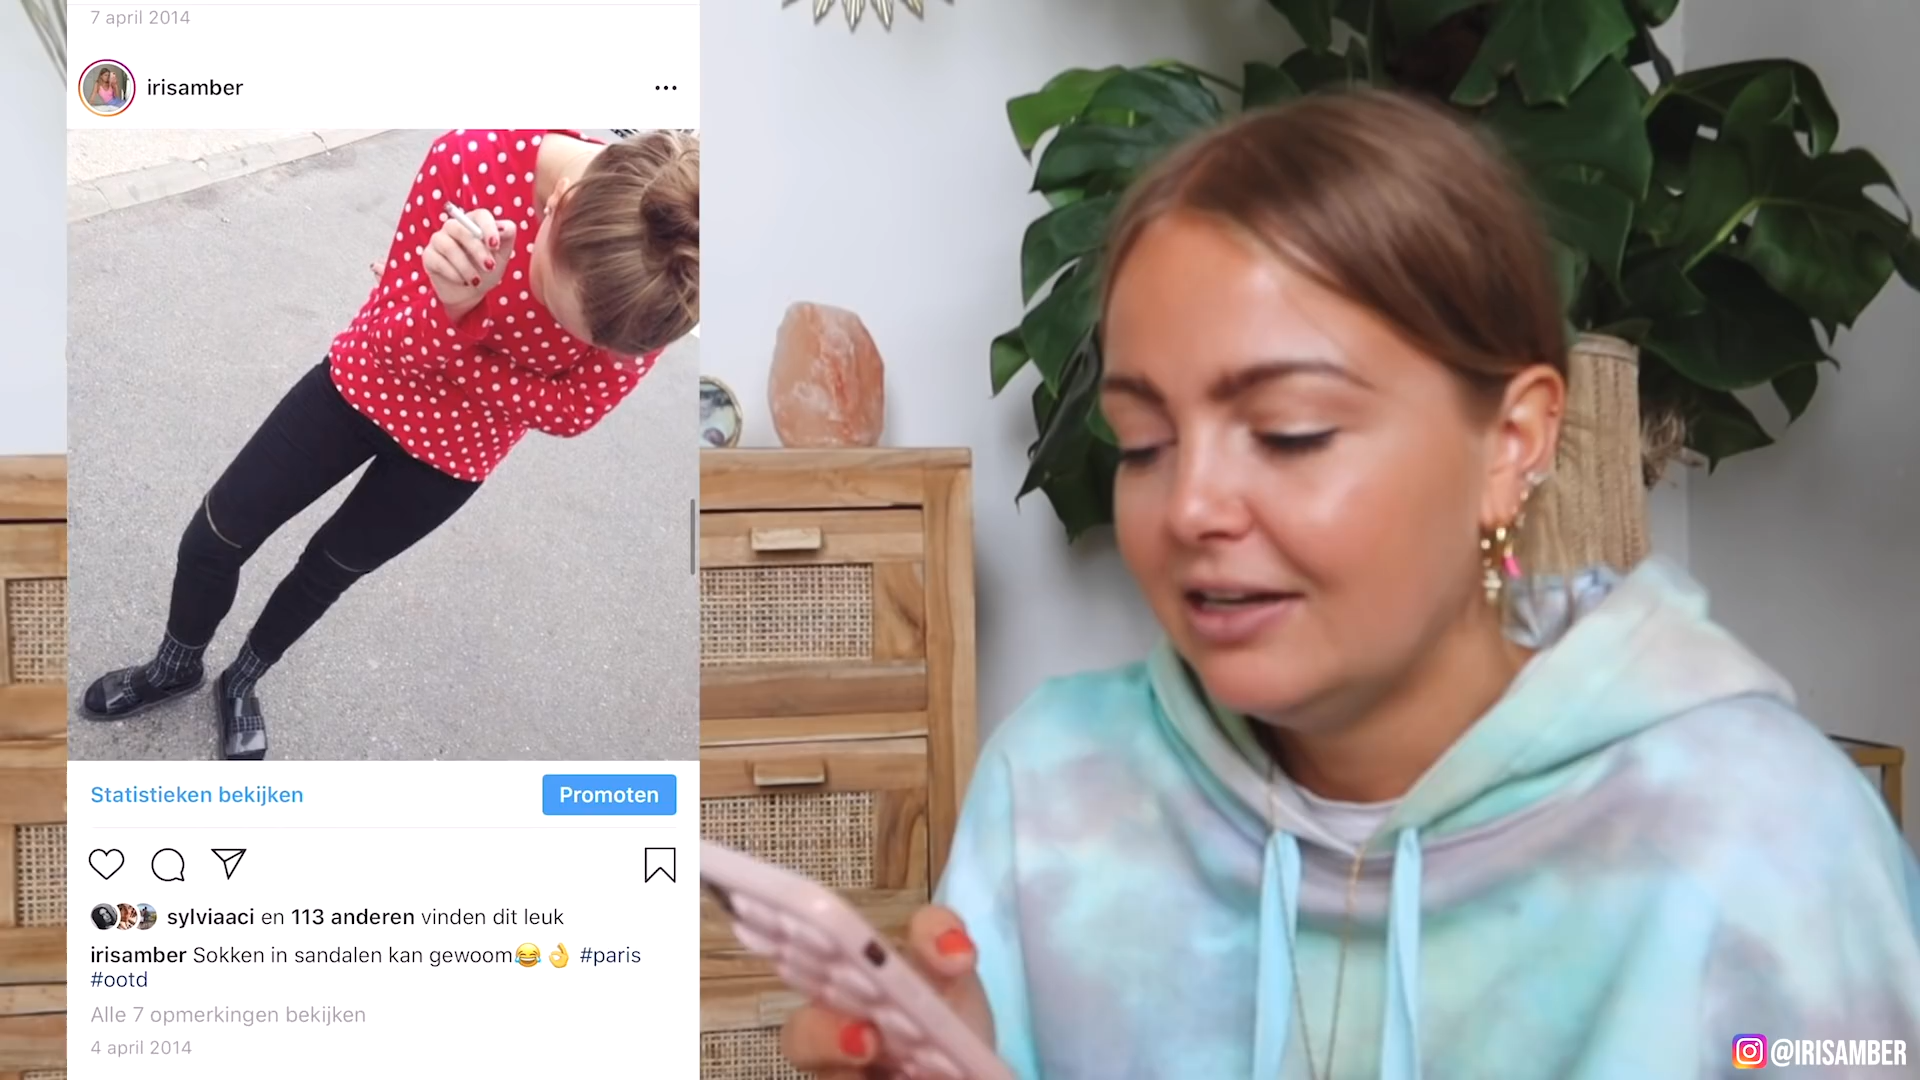 7 april 2014
irisamber
Statistieken bekijken
Promoten
sylviaaci en 113 anderen vinden dit leuk
irisamber Sokken in sandalen kan gewoom😂👌 #paris
#ootd
Alle 7 opmerkingen bekijken
4 april 2014
@IRISAMBER